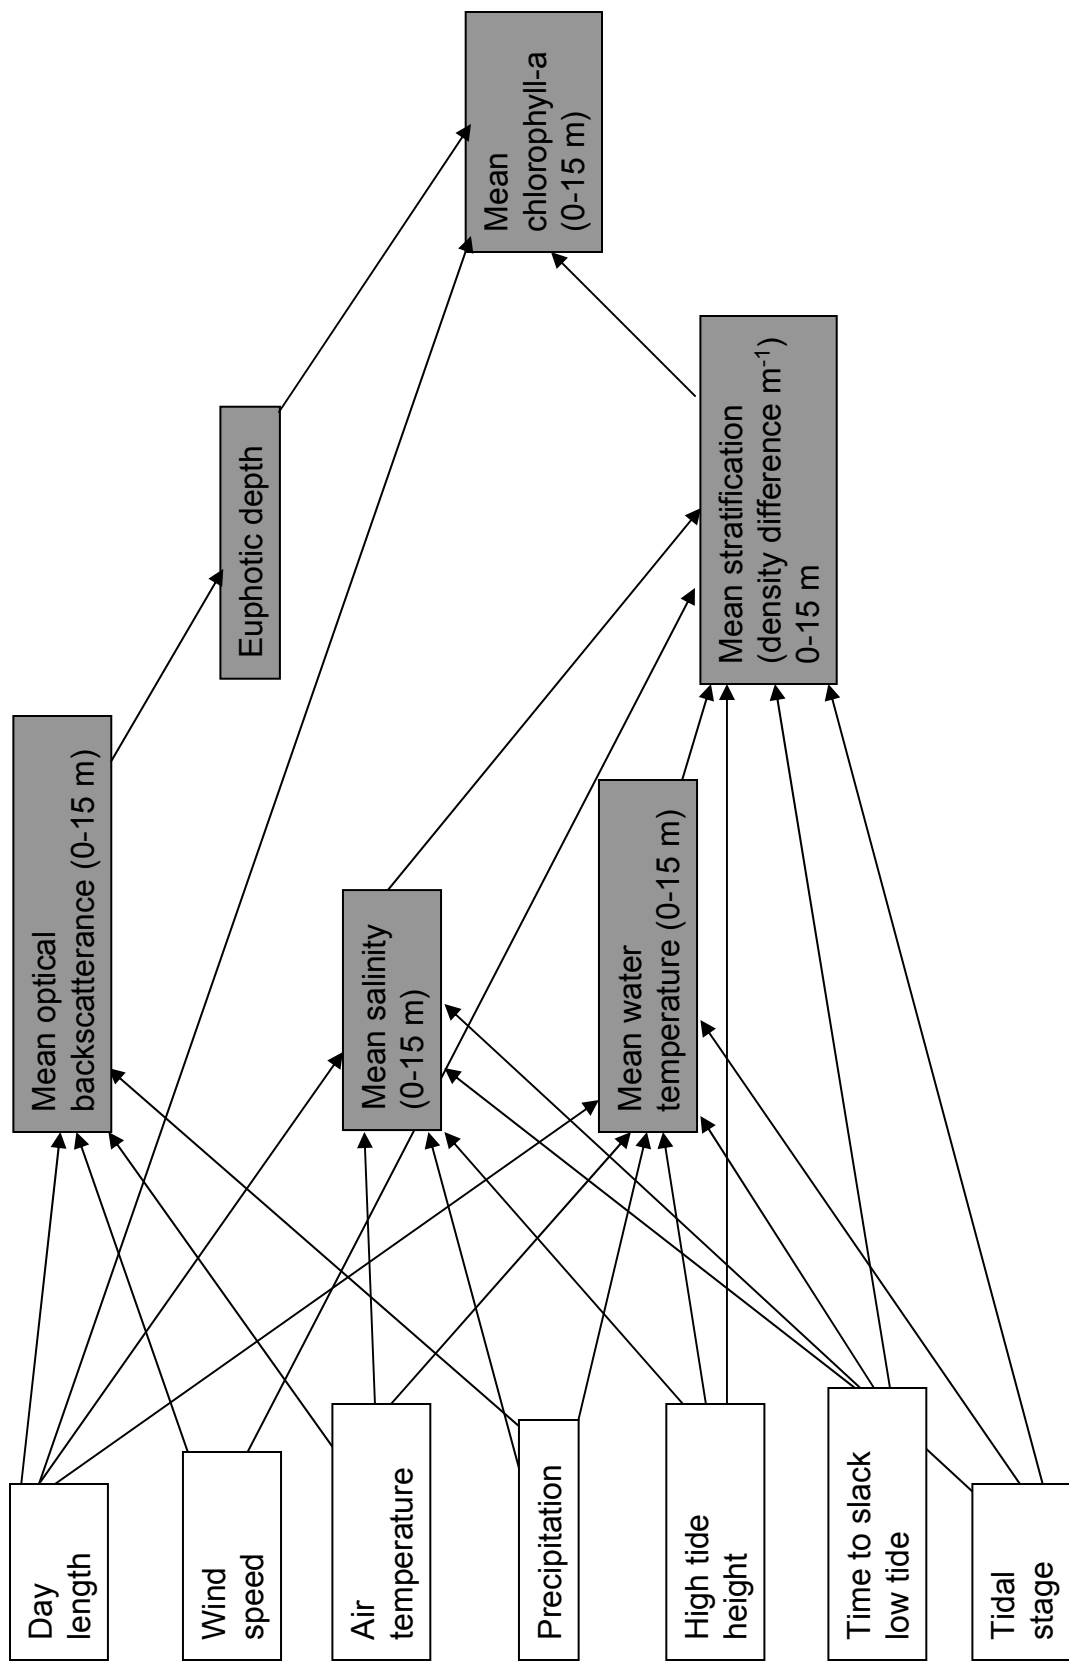 Day
length
Wind
speed
Air
temperature
Precipitation
High tide
height
Time to slack
low tide
Tidal
stage
Mean optical
backscatterance (0-15 m)
Mean salinity
(0-15 m)
Mean water
temperature (0-15 m)
Euphotic depth
Mean stratification
(density difference m⁻¹)
0-15 m
Mean
chlorophyll-a
(0-15 m)